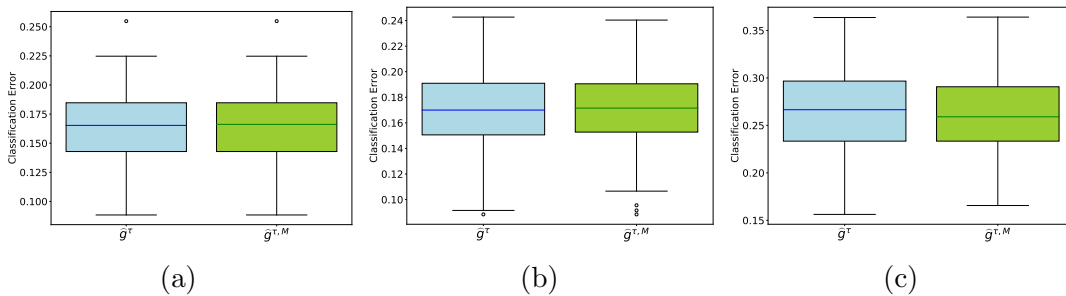 0.250
0.225
0.200
0.175
0.150
0.125
0.100
Classification Error
ĝ^τ
ĝ^{τ, M}
(a)
0.24
0.22
0.20
0.18
0.16
0.14
0.12
0.10
Classification Error
ĝ^τ
ĝ^{τ, M}
(b)
0.35
0.30
0.25
0.20
0.15
Classification Error
ĝ^τ
ĝ^{τ, M}
(c)